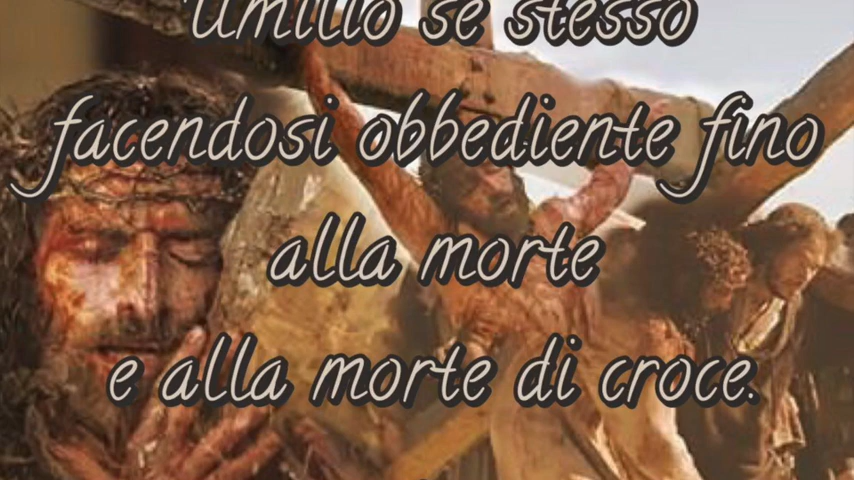 Umiliò se stesso
facendosi obbediente fino
alla morte
e alla morte di croce.